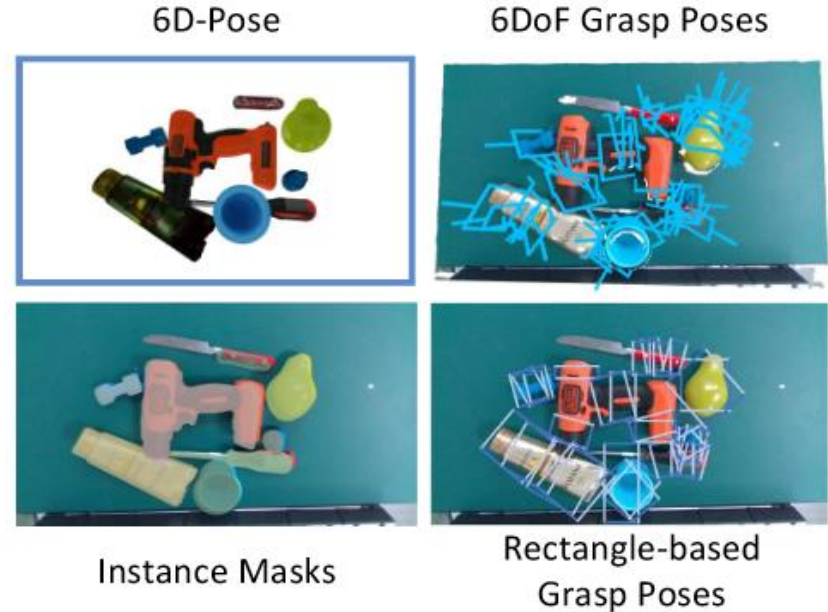 6D-Pose
6DoF Grasp Poses
Instance Masks
Rectangle-based
Grasp Poses